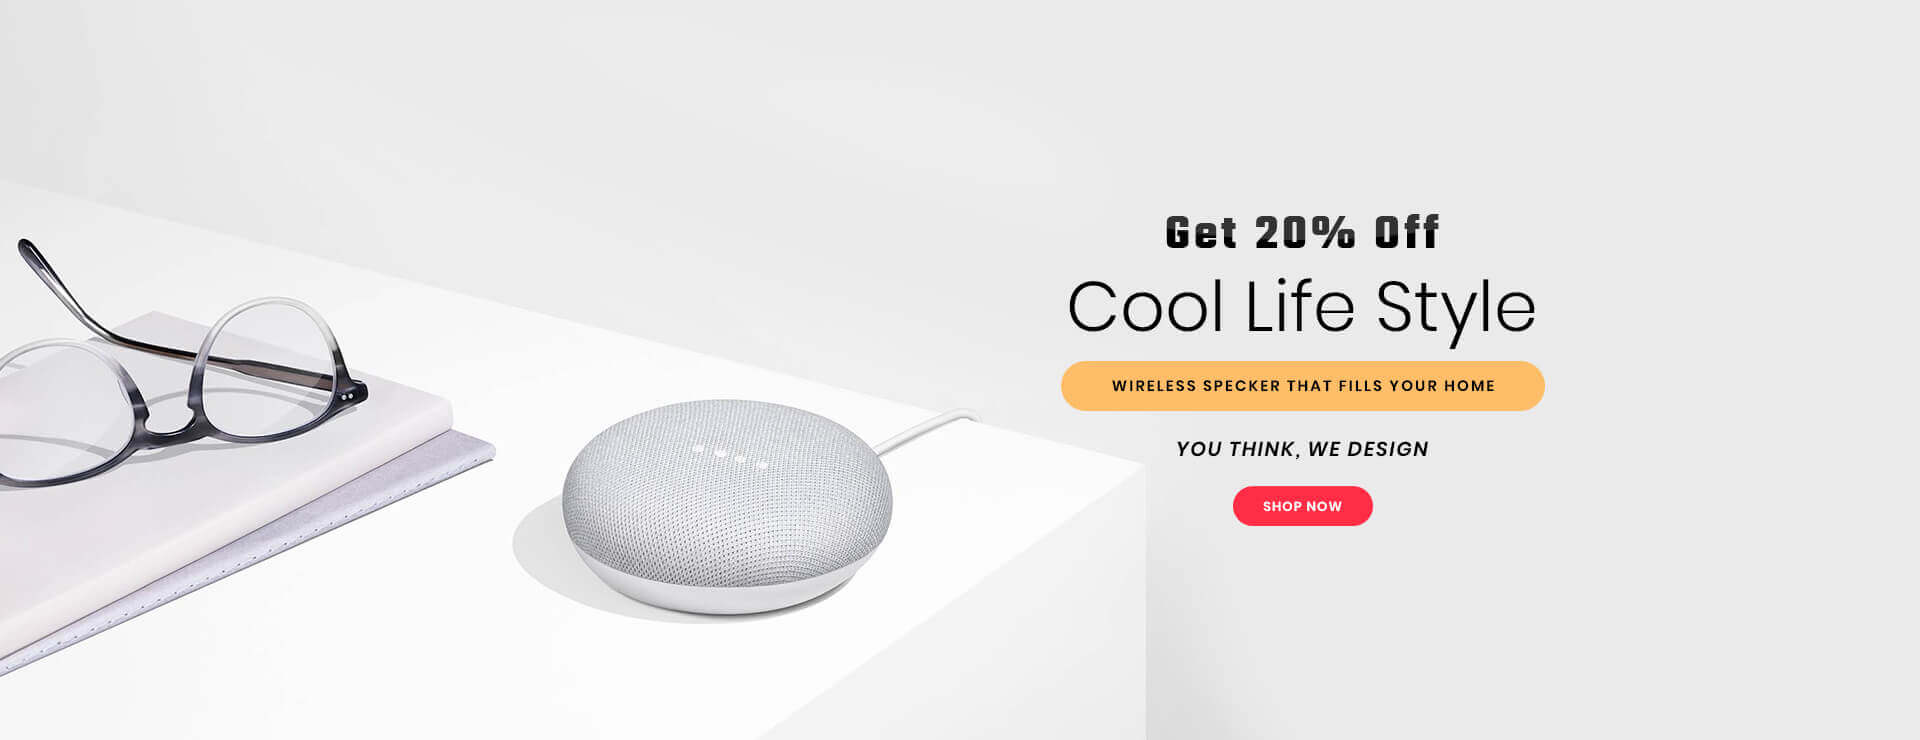 Get 20% Off
Cool Life Style
WIRELESS SPECKER THAT FILLS YOUR HOME
YOU THINK, WE DESIGN
SHOP NOW